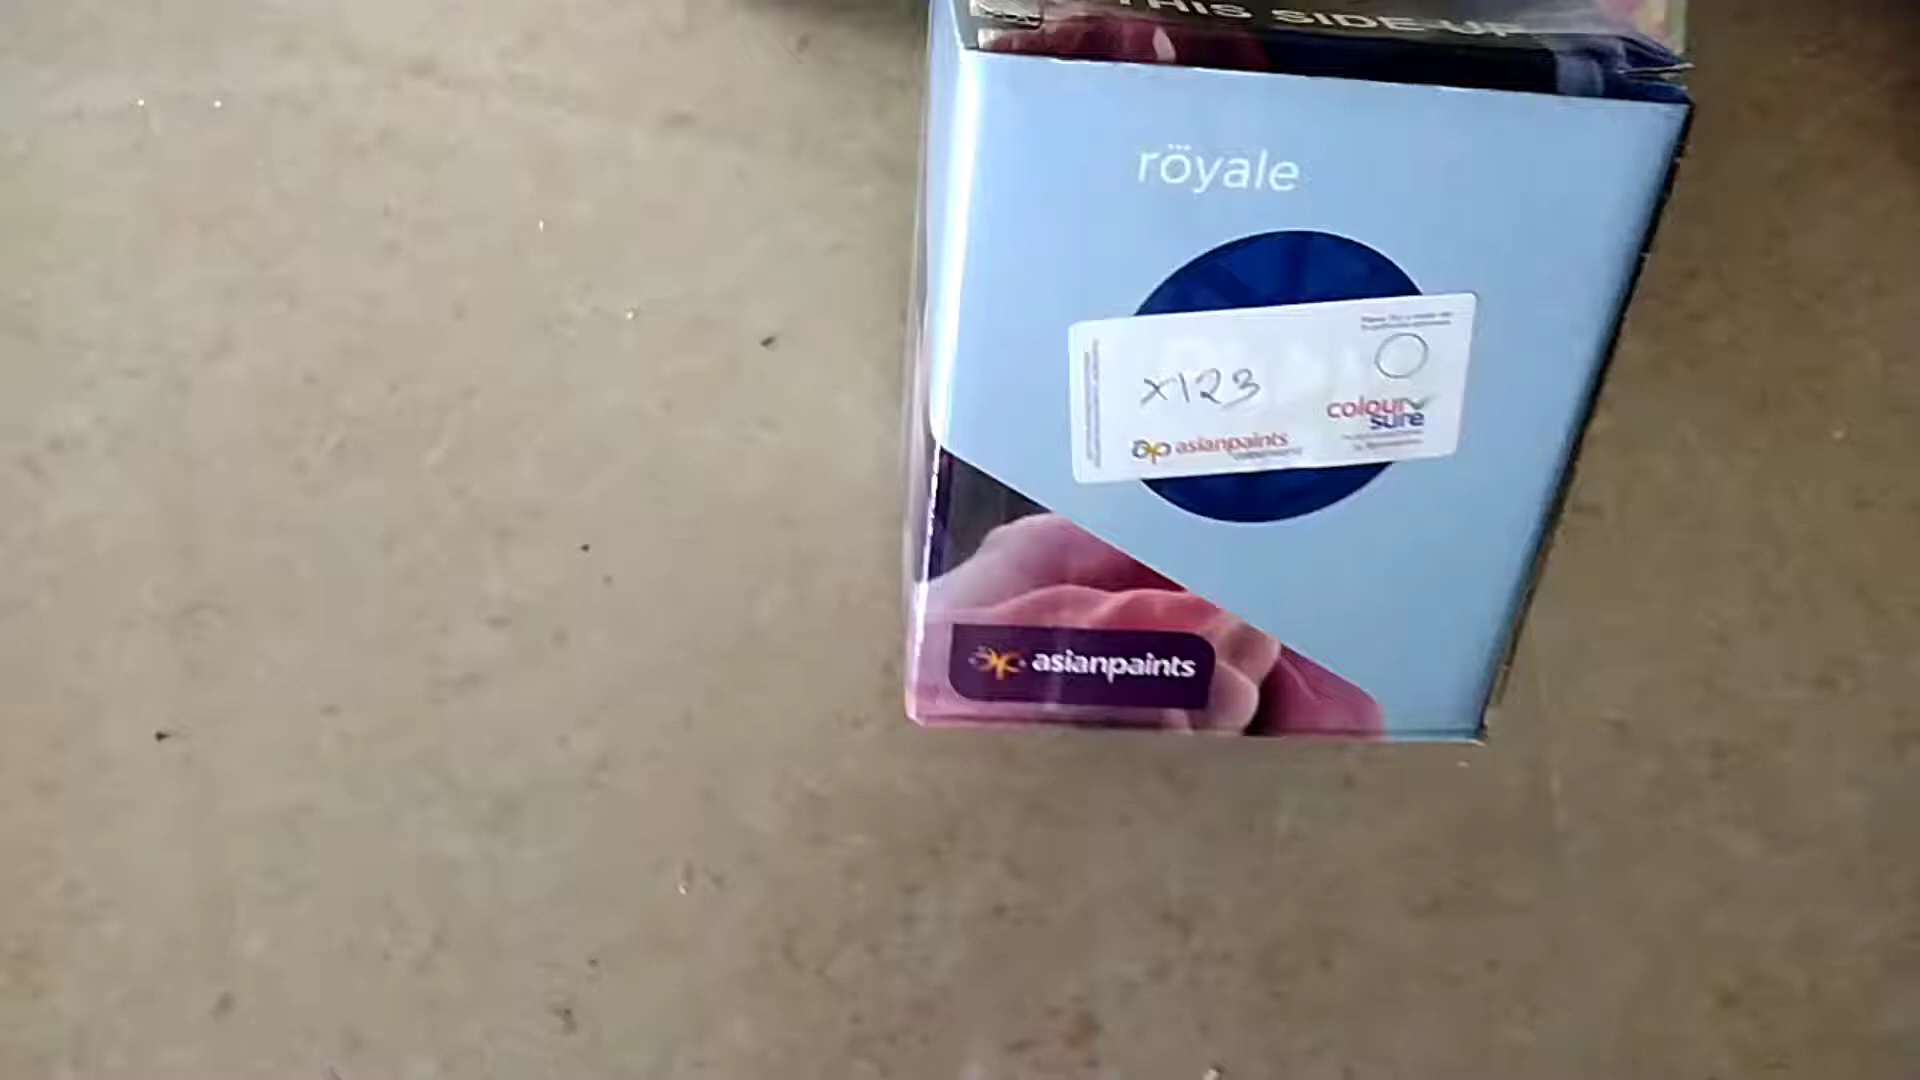 THIS SIDE UP
röyale
x123
colour
sure
asianpaints
asianpaints